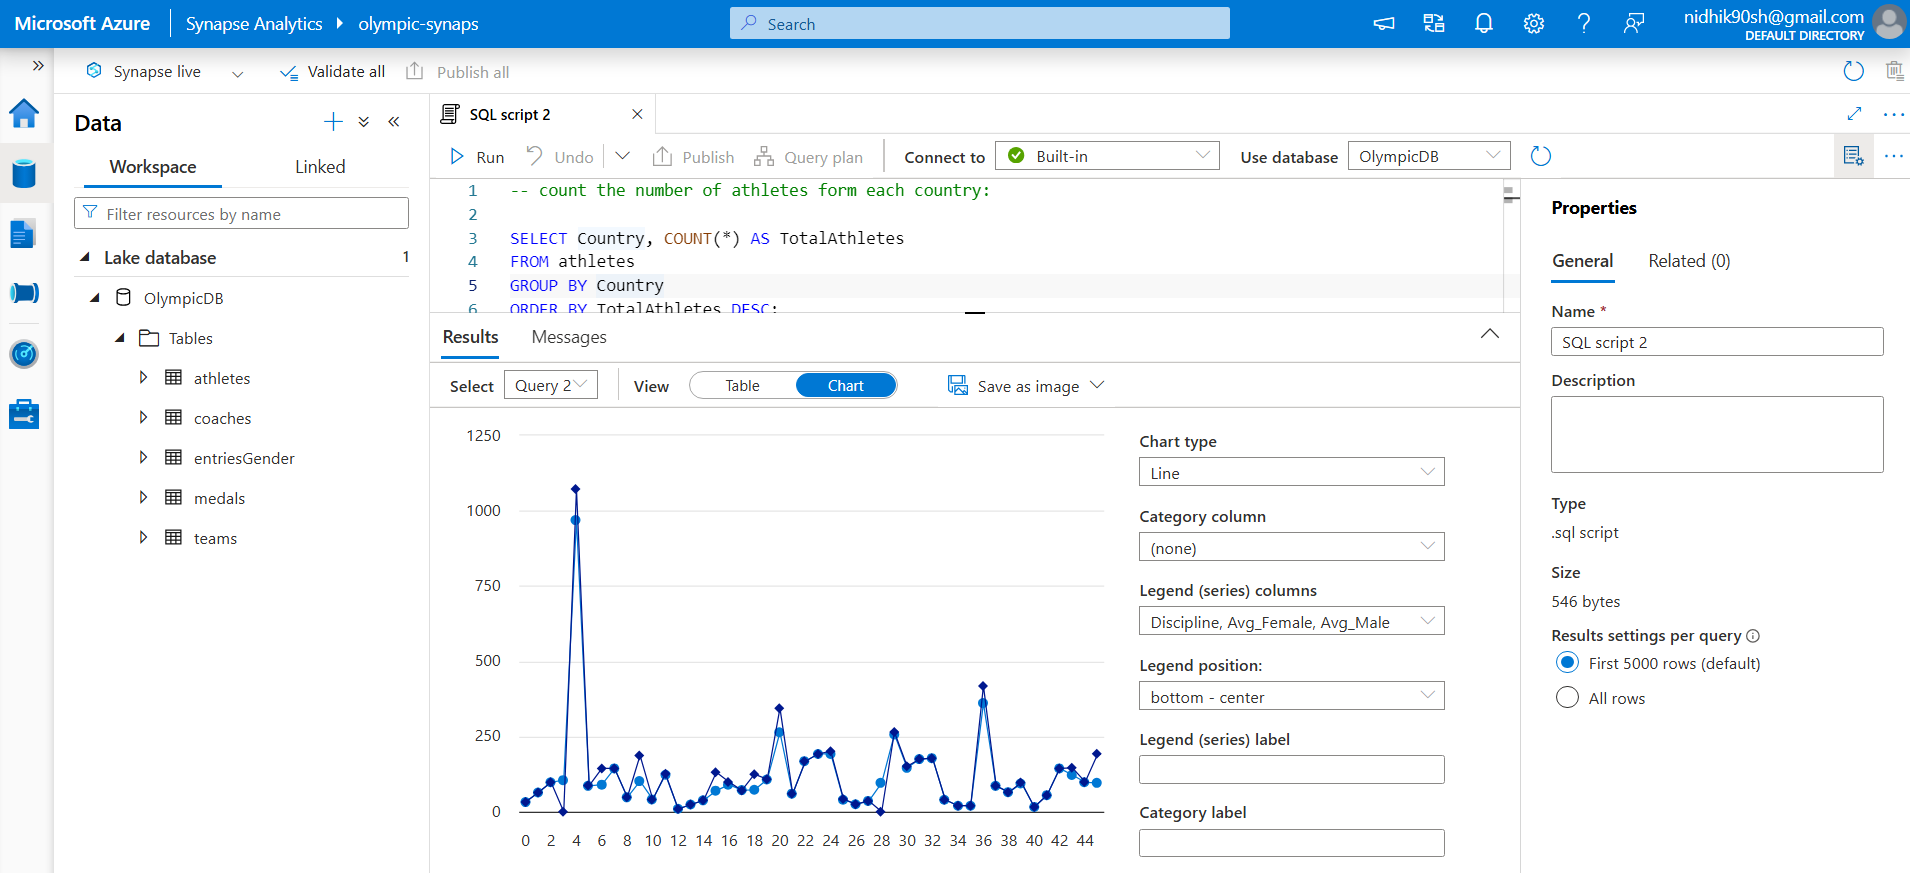 Microsoft Azure
Synapse Analytics
olympic-synaps
Search
nidhik90sh@gmail.com
DEFAULT DIRECTORY
Synapse live
Validate all
Publish all
Data
Workspace
Linked
Filter resources by name
Lake database
1
OlympicDB
Tables
athletes
coaches
entriesGender
medals
teams
SQL script 2
Run
Undo
Publish
Query plan
Connect to
Built-in
Use database
OlympicDB
1 -- count the number of athletes form each country:
2
3 SELECT Country, COUNT(*) AS TotalAthletes
4 FROM athletes
5 GROUP BY Country
6 ORDER BY TotalAthletes DESC;
Results
Messages
Select
Query 2
View
Table
Chart
Save as image
1250
1000
750
500
250
0
0 2 4 6 8 10 12 14 16 18 20 22 24 26 28 30 32 34 36 38 40 42 44
Chart type
Line
Category column
(none)
Legend (series) columns
Discipline, Avg_Female, Avg_Male
Legend position:
bottom - center
Legend (series) label
Category label
Properties
General
Related (0)
Name *
SQL script 2
Description
Type
.sql script
Size
546 bytes
Results settings per query
First 5000 rows (default)
All rows